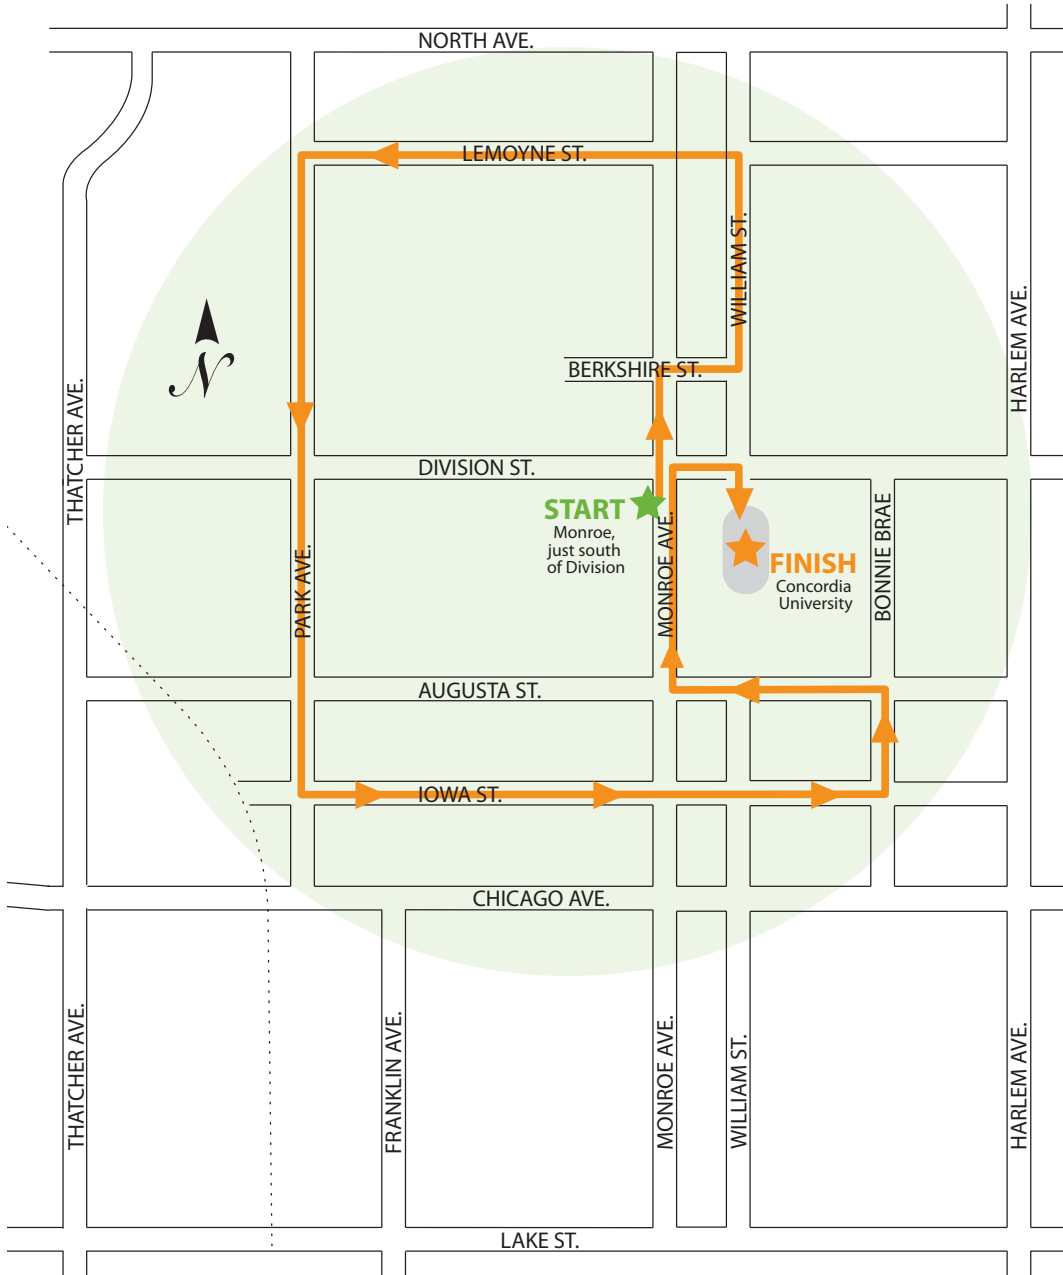 NORTH AVE.
LEMOYNE ST.
WILLIAM ST.
HARLEM AVE.
N
BERKSHIRE ST.
THATCHER AVE.
DIVISION ST.
START
Monroe,
just south
of Division
MONROE AVE.
FINISH
Concordia
University
BONNIE BRAE
PARK AVE.
AUGUSTA ST.
IOWA ST.
CHICAGO AVE.
THATCHER AVE.
FRANKLIN AVE.
MONROE AVE.
WILLIAM ST.
HARLEM AVE.
LAKE ST.